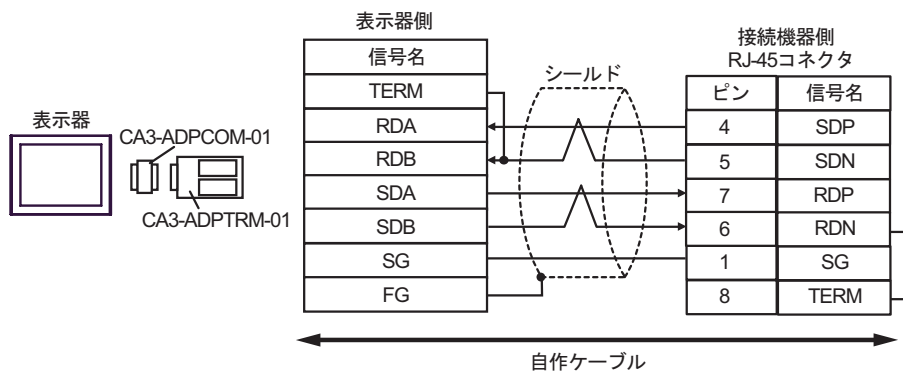 表示器
CA3-ADPCOM-01
CA3-ADPTRM-01
表示器側
信号名
TERM
RDA
RDB
SDA
SDB
SG
FG
シールド
接続機器側
RJ-45コネクタ
ピン 信号名
4 SDP
5 SDN
7 RDP
6 RDN
1 SG
8 TERM
自作ケーブル